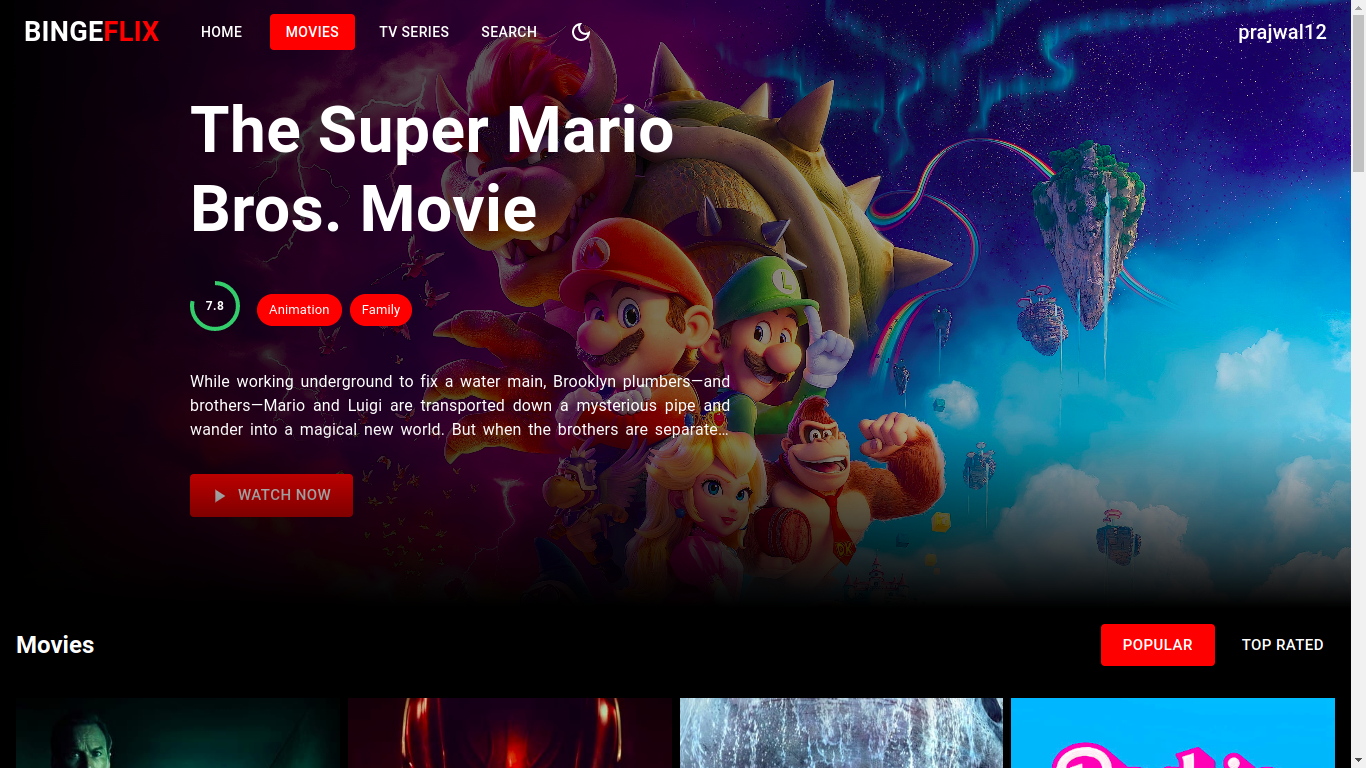 BINGEFLIX
HOME
MOVIES
TV SERIES
SEARCH
prajwal12
The Super Mario
Bros. Movie
7.8
Animation
Family
While working underground to fix a water main, Brooklyn plumbers—and
brothers—Mario and Luigi are transported down a mysterious pipe and
wander into a magical new world. But when the brothers are separate…
WATCH NOW
L
DK
Movies
POPULAR
TOP RATED